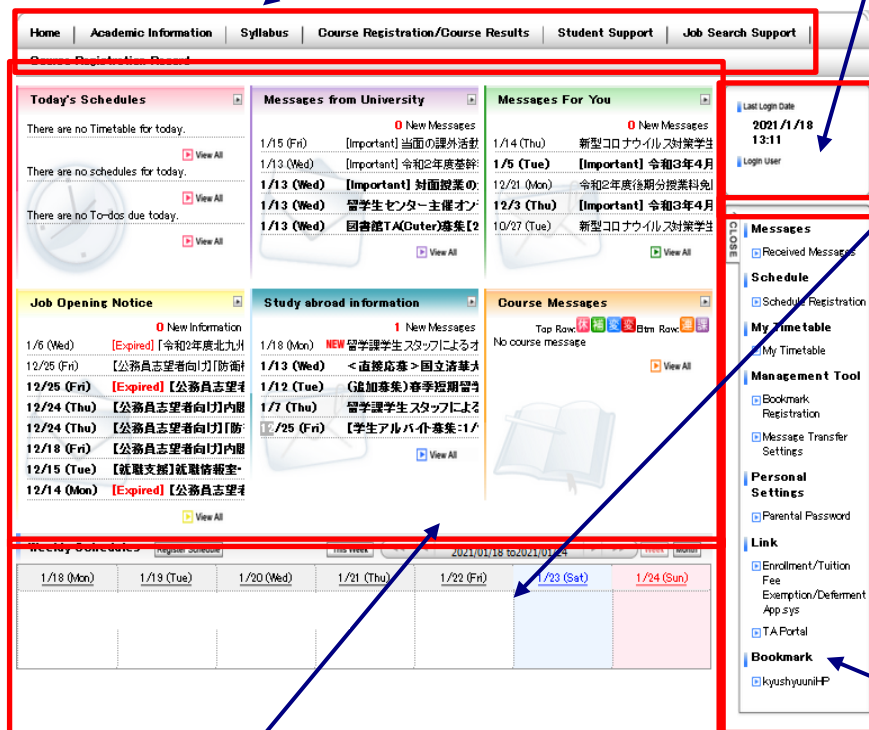 Home | Academic Information | Syllabus | Course Registration/Course Results | Student Support | Job Search Support |
Course Registration Record
Today's Schedules
There are no Timetable for today.
View All
There are no schedules for today.
View All
There are no To-dos due today.
View All
Messages from University
0 New Messages
1/15 (Fri) [Important] 当面の課外活動
1/13 (Wed) [Important] 令和2年度基幹
1/13 (Wed) [Important] 対面授業の
1/13 (Wed) 留学生センター主催オン
1/13 (Wed) 図書館TA(Cuter)募集【2
View All
Messages For You
0 New Messages
1/14 (Thu) 新型コロナウイルス対策学生
1/5 (Tue) [Important] 令和3年4月
12/21 (Mon) 令和2年度後期分授業料免
12/3 (Thu) [Important] 令和3年4月
10/27 (Tue) 新型コロナウイルス対策学生
View All
Last Login Date
2021/1/18
13:11
Login User
Job Opening Notice
0 New Information
1/6 (Wed) [Expired] 「令和2年度北九州
12/25 (Fri) 【公務員志望者向け】「防衛
12/25 (Fri) [Expired] 【公務員志望者
12/24 (Thu) 【公務員志望者向け】内閣
12/24 (Thu) 【公務員志望者向け】「防
12/18 (Fri) 【公務員志望者向け】内閣
12/15 (Tue) 【就職支援】就職情報室
12/14 (Mon) [Expired] 【公務員志望者
View All
Study abroad information
1 New Messages
1/18 (Mon) NEW 留学課学生スタッフによるオ
1/13 (Wed) ＜直接応募＞国立清華大
1/12 (Tue) (追加募集)春季短期留学
1/7 (Thu) 留学課学生スタッフによる
12/25 (Fri) 【学生アルバイト募集:1/
View All
Course Messages
Top Row: 休 補 変 変 Btm Row: 連 課
No course message
View All
CLOSE
Messages
Received Messages
Schedule
Schedule Registration
My Timetable
My Timetable
Management Tool
Bookmark
Registration
Message Transfer
Settings
Personal
Settings
Parental Password
Link
Enrollment/Tuition
Fee
Exemption/Deferment
App.sys
TA Portal
Bookmark
kyushyuuniHP
Weekly Schedules Register Schedule This Week << < 2021/01/18 to2021/01/24 > >> Week Month
1/18 (Mon) 1/19 (Tue) 1/20 (Wed) 1/21 (Thu) 1/22 (Fri) 1/23 (Sat) 1/24 (Sun)